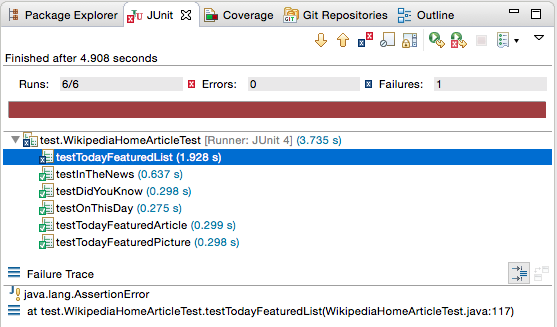 Package Explorer JUnit Coverage Git Repositories Outline
Finished after 4.908 seconds
Runs: 6/6 Errors: 0 Failures: 1
test.WikipediaHomeArticleTest [Runner: JUnit 4] (3.735 s)
testTodayFeaturedList (1.928 s)
testInTheNews (0.637 s)
testDidYouKnow (0.298 s)
testOnThisDay (0.275 s)
testTodayFeaturedArticle (0.299 s)
testTodayFeaturedPicture (0.298 s)
Failure Trace
java.lang.AssertionError
at test.WikipediaHomeArticleTest.testTodayFeaturedList(WikipediaHomeArticleTest.java:117)